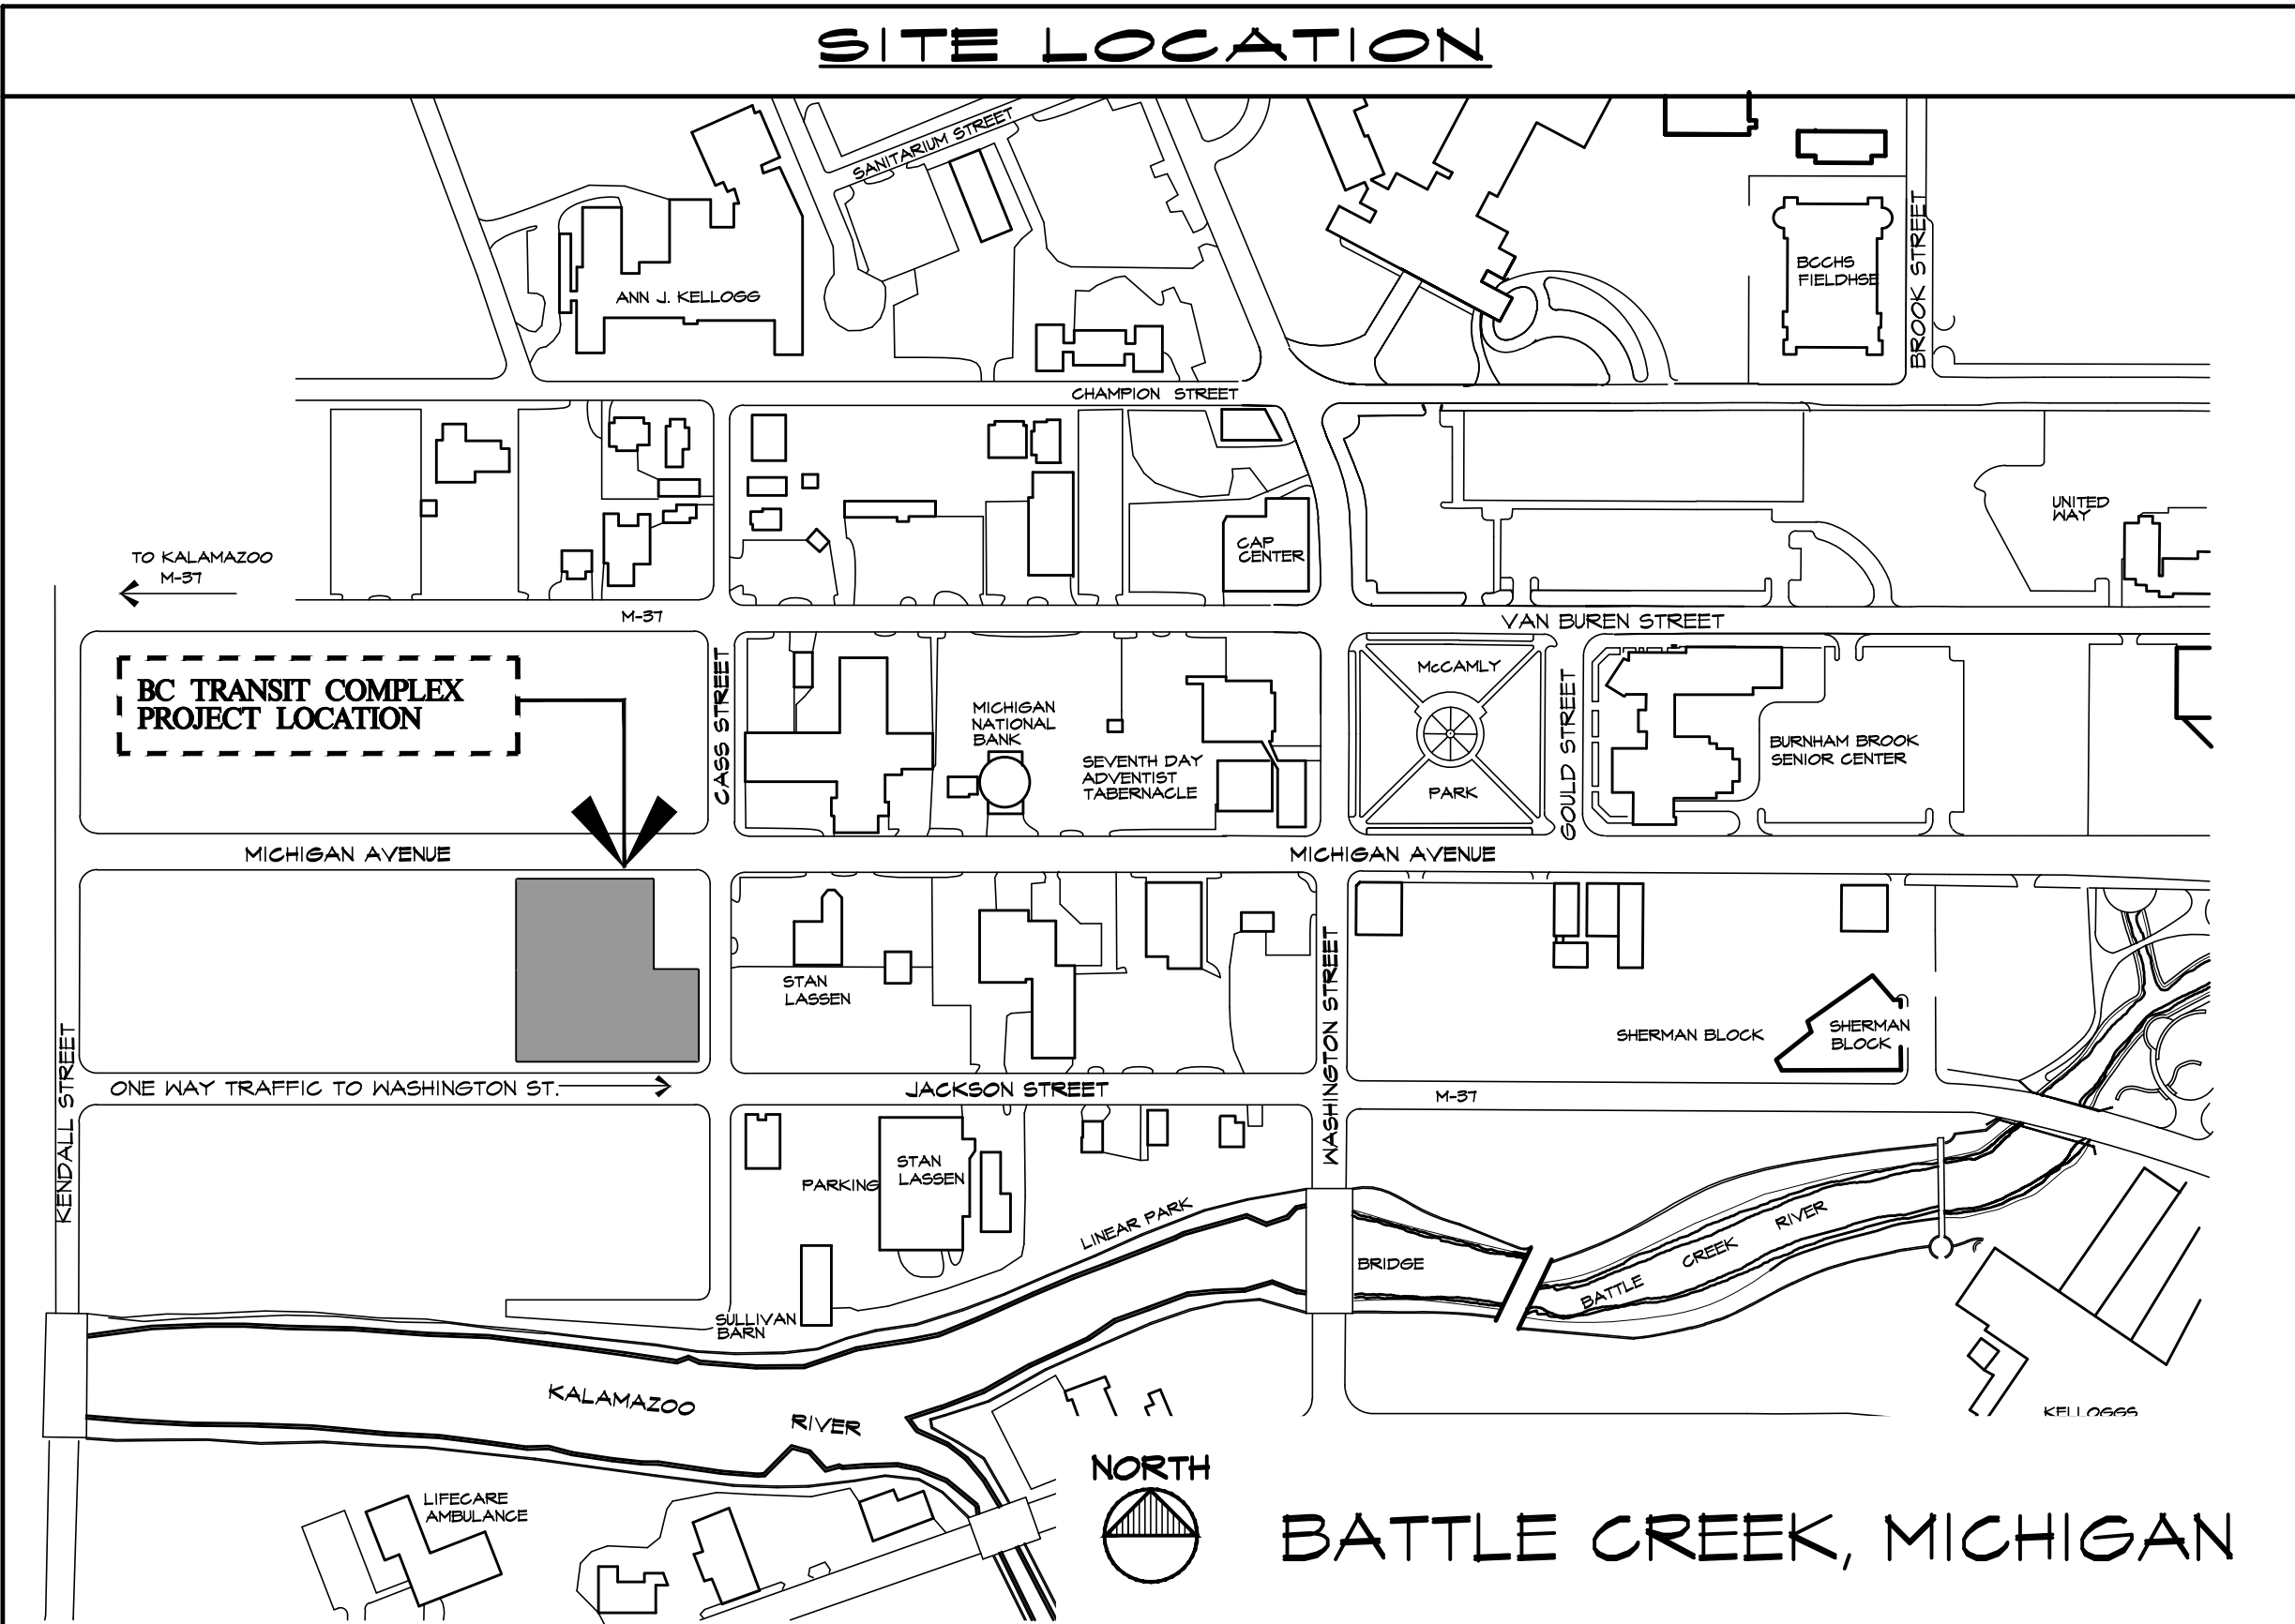 SITE LOCATION
SANITARIUM STREET
ANN J. KELLOGG
BCCHS
FIELDHSE
BROOK STREET
CHAMPION STREET
UNITED
WAY
CAP
CENTER
TO KALAMAZOO
M-37
M-37
VAN BUREN STREET
BC TRANSIT COMPLEX
PROJECT LOCATION
CASS STREET
MICHIGAN
NATIONAL
BANK
SEVENTH DAY
ADVENTIST
TABERNACLE
McCAMLY
PARK
GOULD STREET
BURNHAM BROOK
SENIOR CENTER
MICHIGAN AVENUE
MICHIGAN AVENUE
STAN
LASSEN
WASHINGTON STREET
SHERMAN BLOCK
SHERMAN
BLOCK
KENDALL STREET
ONE WAY TRAFFIC TO WASHINGTON ST.
JACKSON STREET
M-37
PARKING
STAN
LASSEN
LINEAR PARK
BRIDGE
BATTLE CREEK RIVER
SULLIVAN
BARN
KALAMAZOO RIVER
KELLOGGS
LIFECARE
AMBULANCE
NORTH
BATTLE CREEK, MICHIGAN